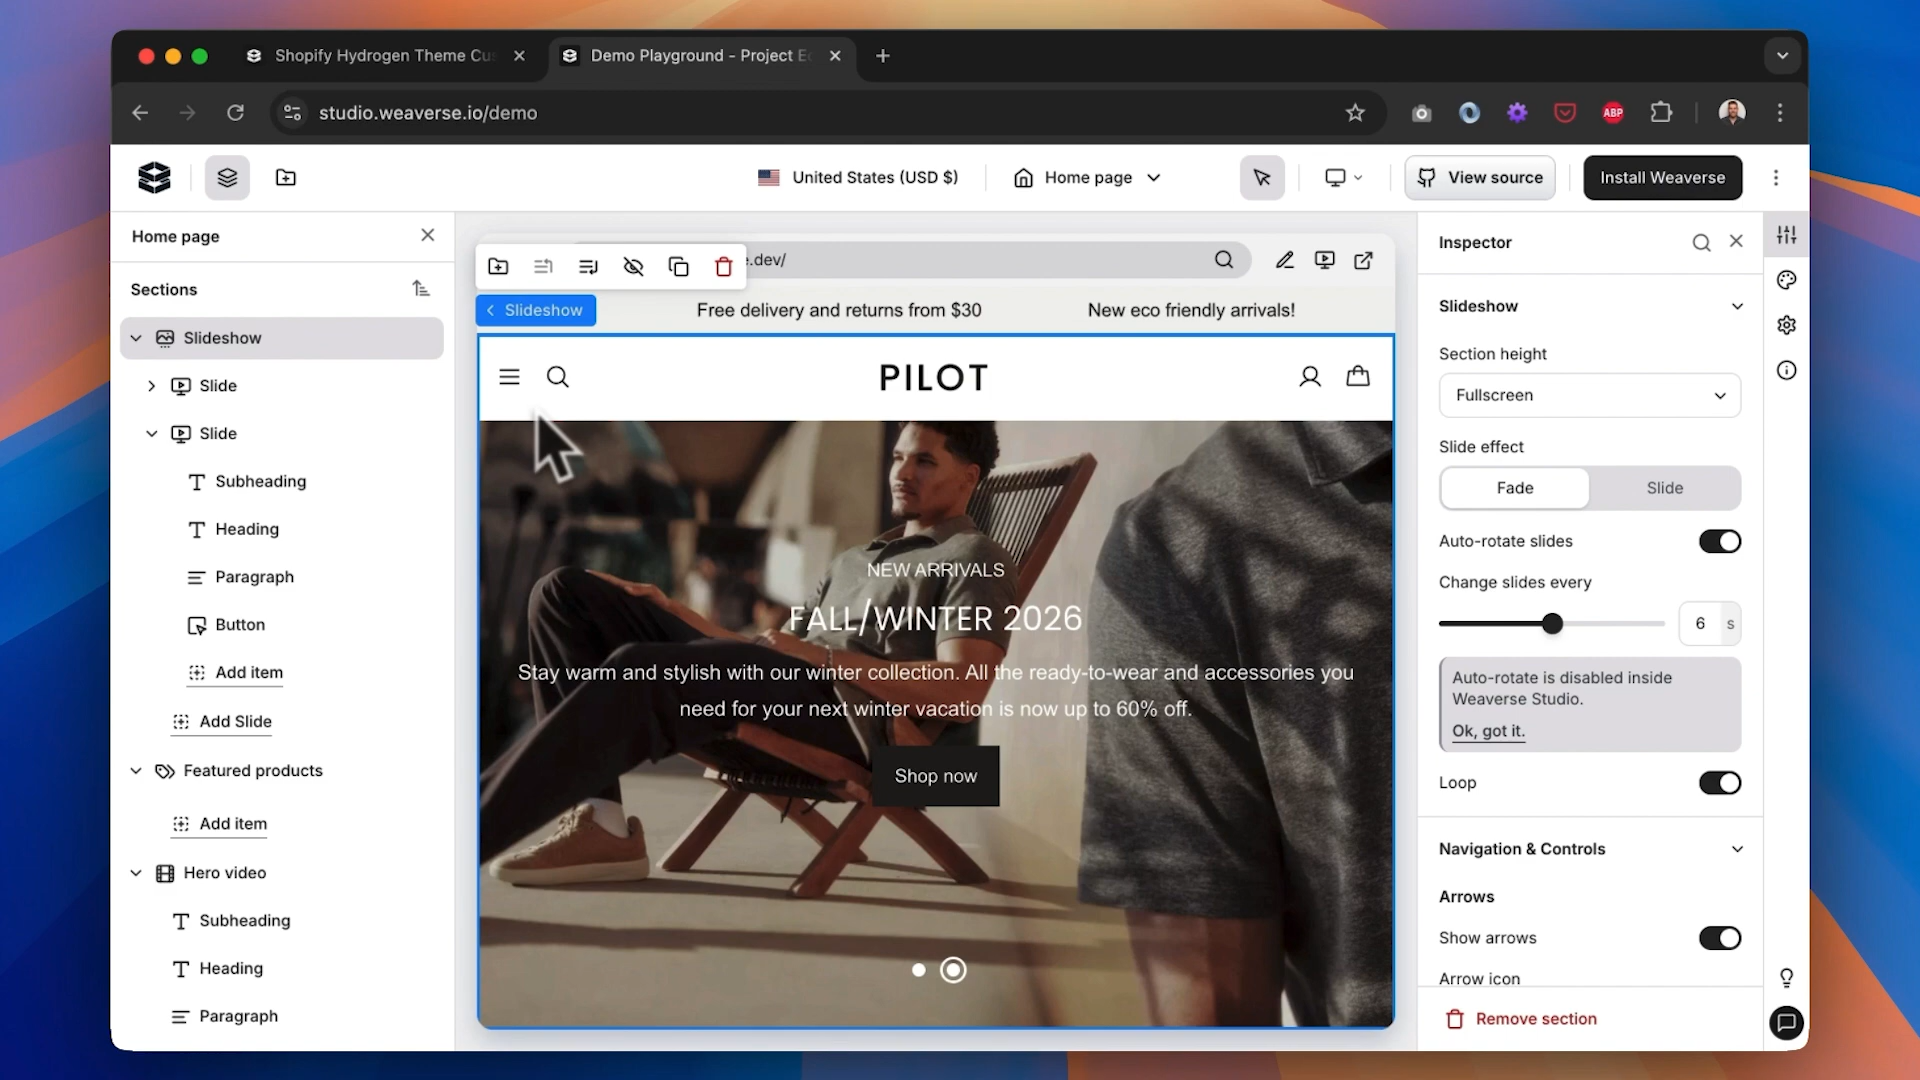 Shopify Hydrogen Theme Cus
Demo Playground - Project Ec
studio.weaverse.io/demo
ABP
United States (USD $)
Home page
View source
Install Weaverse
Home page
Sections
Slideshow
Slide
Slide
Subheading
Heading
Paragraph
Button
Add item
Add Slide
Featured products
Add item
Hero video
Subheading
Heading
Paragraph
e.dev/
Slideshow
Free delivery and returns from $30
New eco friendly arrivals!
PILOT
NEW ARRIVALS
FALL/WINTER 2026
Stay warm and stylish with our winter collection. All the ready-to-wear and accessories you
need for your next winter vacation is now up to 60% off.
Shop now
Inspector
Slideshow
Section height
Fullscreen
Slide effect
Fade
Slide
Auto-rotate slides
Change slides every
6 s
Auto-rotate is disabled inside
Weaverse Studio.
Ok, got it.
Loop
Navigation & Controls
Arrows
Show arrows
Arrow icon
Remove section